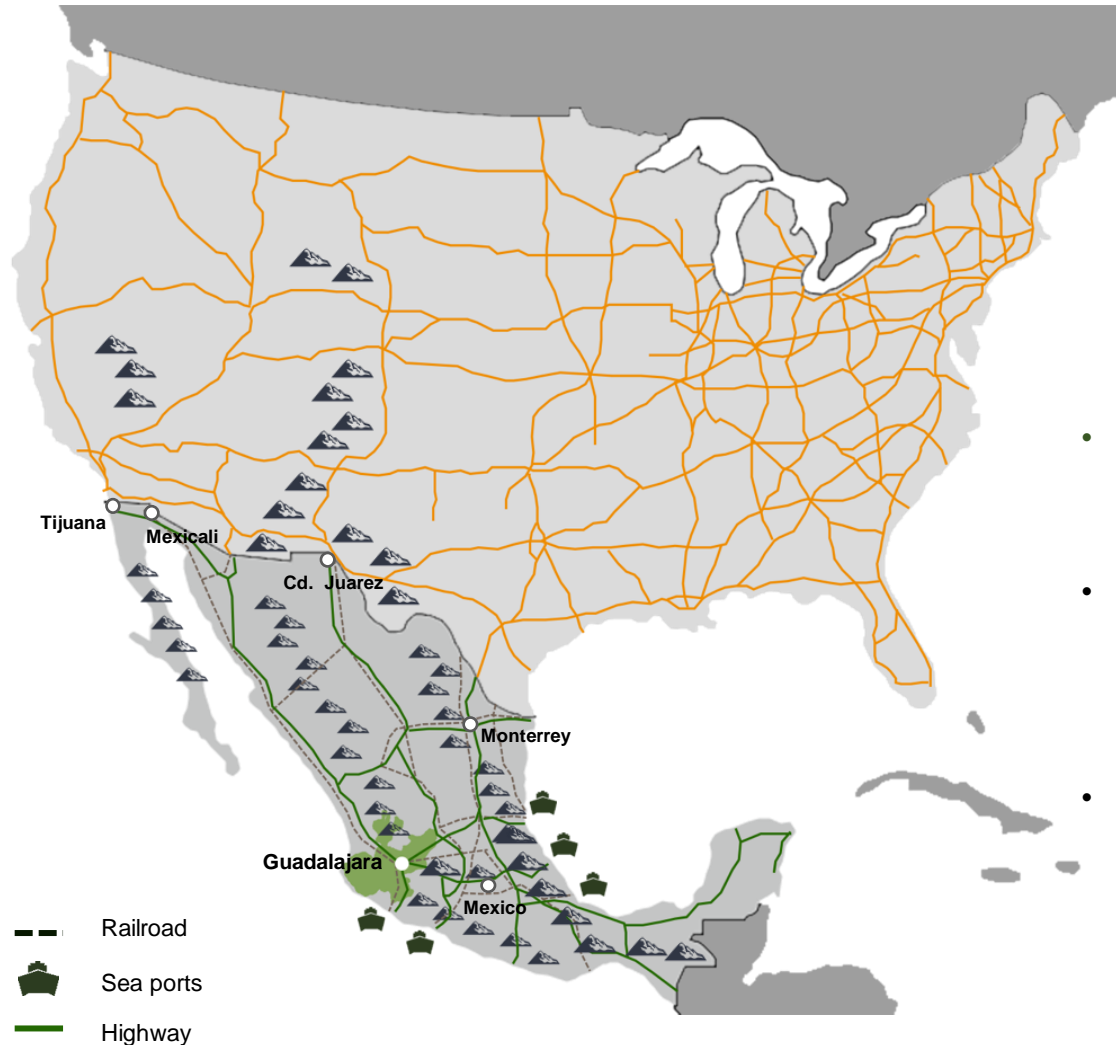 Tijuana
Mexicali
Cd. Juarez
Monterrey
Guadalajara
Mexico
Railroad
Sea ports
Highway